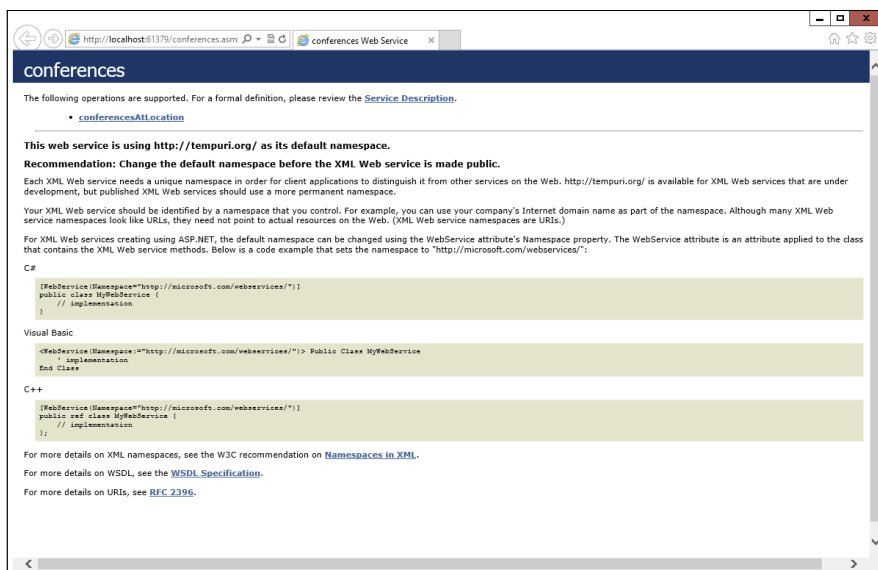 http://localhost:61379/conferences.asm
conferences Web Service
conferences
The following operations are supported. For a formal definition, please review the Service Description.
• conferencesAtLocation
This web service is using http://tempuri.org/ as its default namespace.
Recommendation: Change the default namespace before the XML Web service is made public.
Each XML Web service needs a unique namespace in order for client applications to distinguish it from other services on the Web. http://tempuri.org/ is available for XML Web services that are under
development, but published XML Web services should use a more permanent namespace.
Your XML Web service should be identified by a namespace that you control. For example, you can use your company's Internet domain name as part of the namespace. Although many XML Web
service namespaces look like URLs, they need not point to actual resources on the Web. (XML Web service namespaces are URIs.)
For XML Web services creating using ASP.NET, the default namespace can be changed using the WebService attribute's Namespace property. The WebService attribute is an attribute applied to the class
that contains the XML Web service methods. Below is a code example that sets the namespace to "http://microsoft.com/webservices/":
C#
[WebService(Namespace="http://microsoft.com/webservices/")]
public class MyWebService {
// implementation
}
Visual Basic
<WebService(Namespace:="http://microsoft.com/webservices/")> Public Class MyWebService
' implementation
End Class
C++
[WebService(Namespace="http://microsoft.com/webservices/")]
public ref class MyWebService {
// implementation
};
For more details on XML namespaces, see the W3C recommendation on Namespaces in XML.
For more details on WSDL, see the WSDL Specification.
For more details on URIs, see RFC 2396.